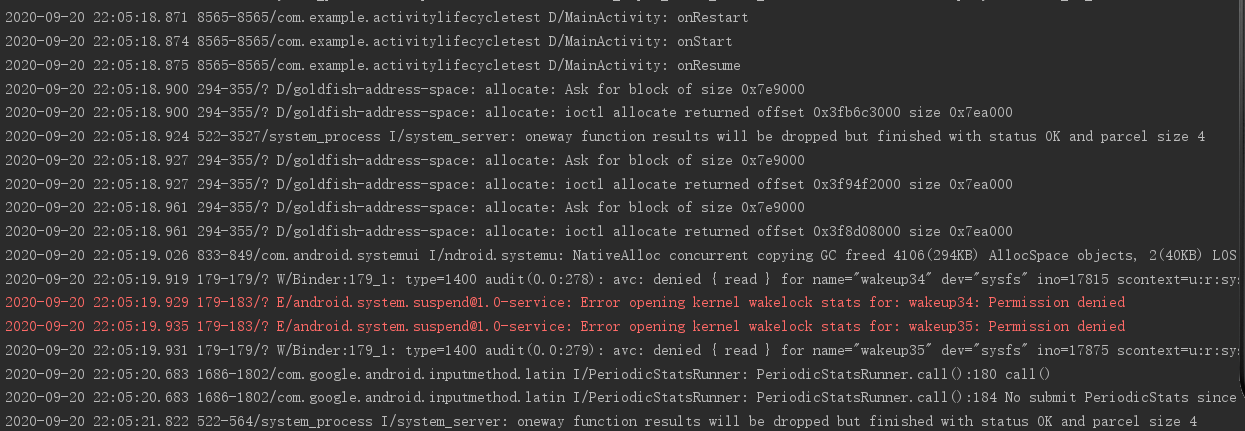 2020-09-20 22:05:18.871 8565-8565/com.example.activitylifecycletest D/MainActivity: onRestart
2020-09-20 22:05:18.874 8565-8565/com.example.activitylifecycletest D/MainActivity: onStart
2020-09-20 22:05:18.875 8565-8565/com.example.activitylifecycletest D/MainActivity: onResume
2020-09-20 22:05:18.900 294-355/? D/goldfish-address-space: allocate: Ask for block of size 0x7e9000
2020-09-20 22:05:18.900 294-355/? D/goldfish-address-space: allocate: ioctl allocate returned offset 0x3fb6c3000 size 0x7ea000
2020-09-20 22:05:18.924 522-3527/system_process I/system_server: oneway function results will be dropped but finished with status OK and parcel size 4
2020-09-20 22:05:18.927 294-355/? D/goldfish-address-space: allocate: Ask for block of size 0x7e9000
2020-09-20 22:05:18.927 294-355/? D/goldfish-address-space: allocate: ioctl allocate returned offset 0x3f94f2000 size 0x7ea000
2020-09-20 22:05:18.961 294-355/? D/goldfish-address-space: allocate: Ask for block of size 0x7e9000
2020-09-20 22:05:18.961 294-355/? D/goldfish-address-space: allocate: ioctl allocate returned offset 0x3f8d08000 size 0x7ea000
2020-09-20 22:05:19.026 833-849/com.android.systemui I/ndroid.systemu: NativeAlloc concurrent copying GC freed 4106(294KB) AllocSpace objects, 2(40KB) LOS
2020-09-20 22:05:19.919 179-179/? W/Binder:179_1: type=1400 audit(0.0:278): avc: denied { read } for name="wakeup34" dev="sysfs" ino=17815 scontext=u:r:sys
2020-09-20 22:05:19.929 179-183/? E/android.system.suspend@1.0-service: Error opening kernel wakelock stats for: wakeup34: Permission denied
2020-09-20 22:05:19.935 179-183/? E/android.system.suspend@1.0-service: Error opening kernel wakelock stats for: wakeup35: Permission denied
2020-09-20 22:05:19.931 179-179/? W/Binder:179_1: type=1400 audit(0.0:279): avc: denied { read } for name="wakeup35" dev="sysfs" ino=17875 scontext=u:r:sys
2020-09-20 22:05:20.683 1686-1802/com.google.android.inputmethod.latin I/PeriodicStatsRunner: PeriodicStatsRunner.call():180 call()
2020-09-20 22:05:20.683 1686-1802/com.google.android.inputmethod.latin I/PeriodicStatsRunner: PeriodicStatsRunner.call():184 No submit PeriodicStats since
2020-09-20 22:05:21.822 522-564/system_process I/system_server: oneway function results will be dropped but finished with status OK and parcel size 4